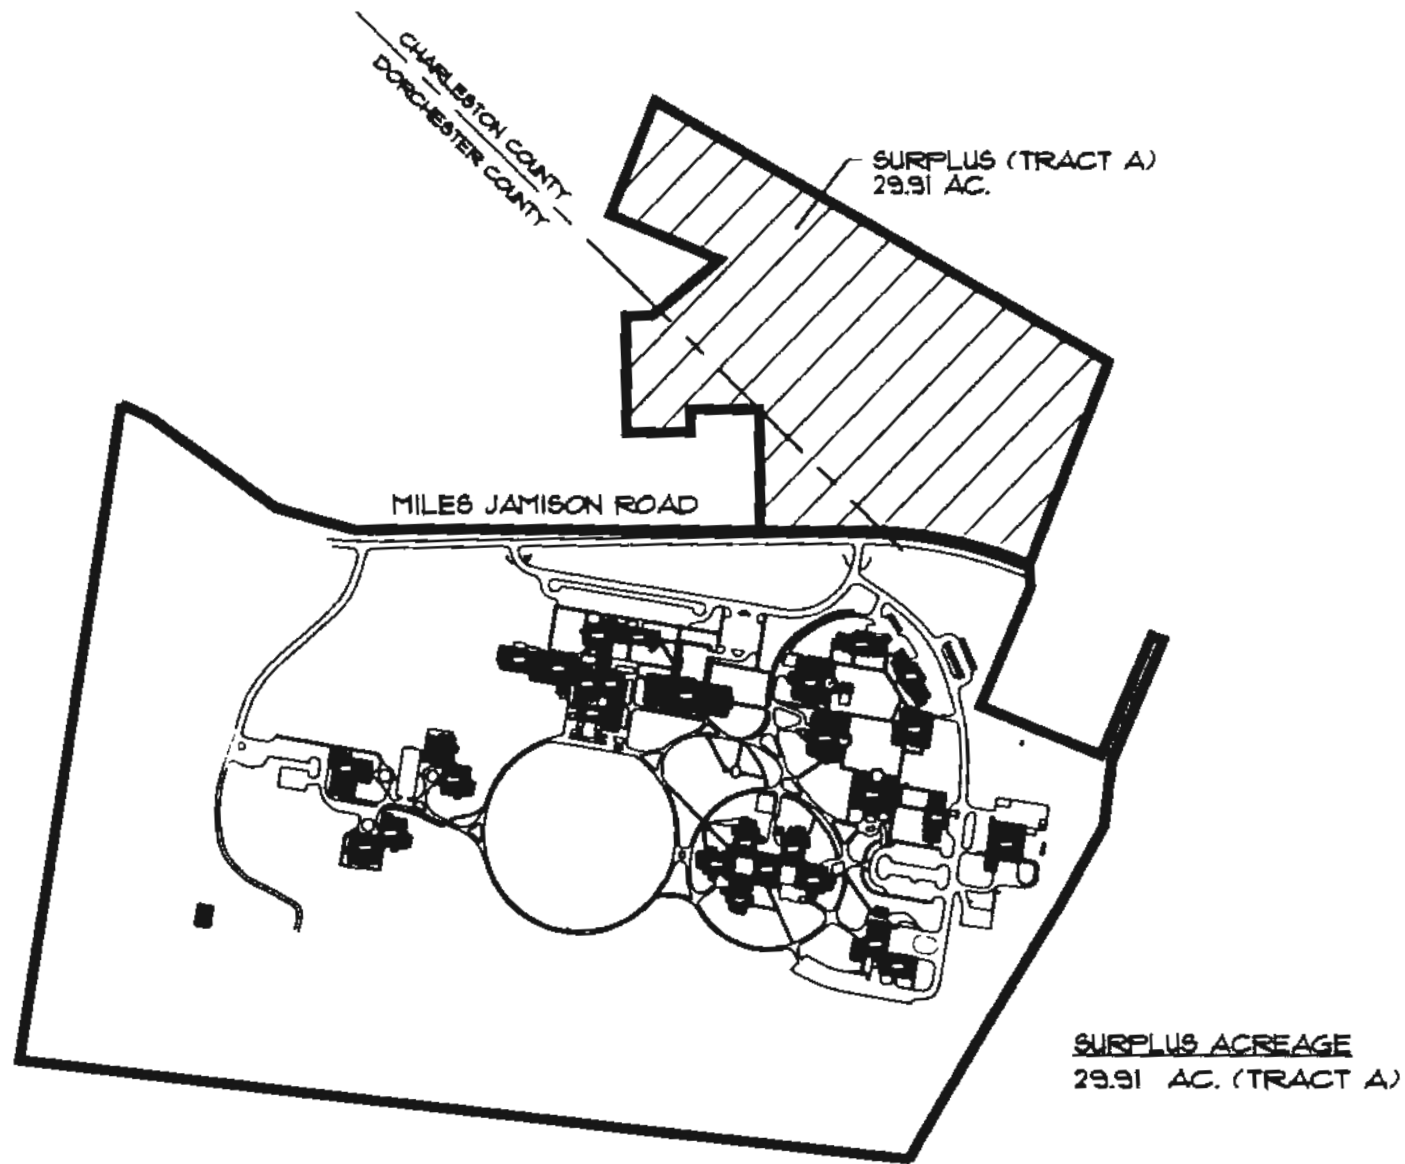 CHARLESTON COUNTY
DORCHESTER COUNTY
SURPLUS (TRACT A)
29.91 AC.
MILES JAMISON ROAD
SURPLUS ACREAGE
29.91 AC. (TRACT A)